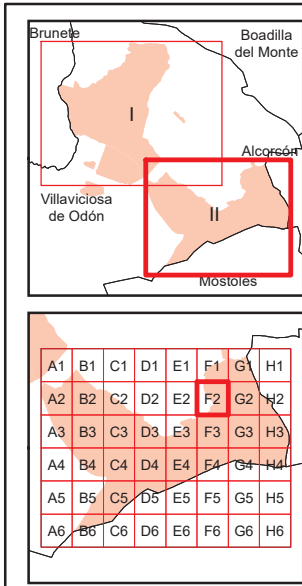 Brunete
Boadilla
del Monte
I
Alcorcón
Villaviciosa
de Odón
II
Mostoles
A1 B1 C1 D1 E1 F1 G1 H1
A2 B2 C2 D2 E2 F2 G2 H2
A3 B3 C3 D3 E3 F3 G3 H3
A4 B4 C4 D4 E4 F4 G4 H4
A5 B5 C5 D5 E5 F5 G5 H5
A6 B6 C6 D6 E6 F6 G6 H6